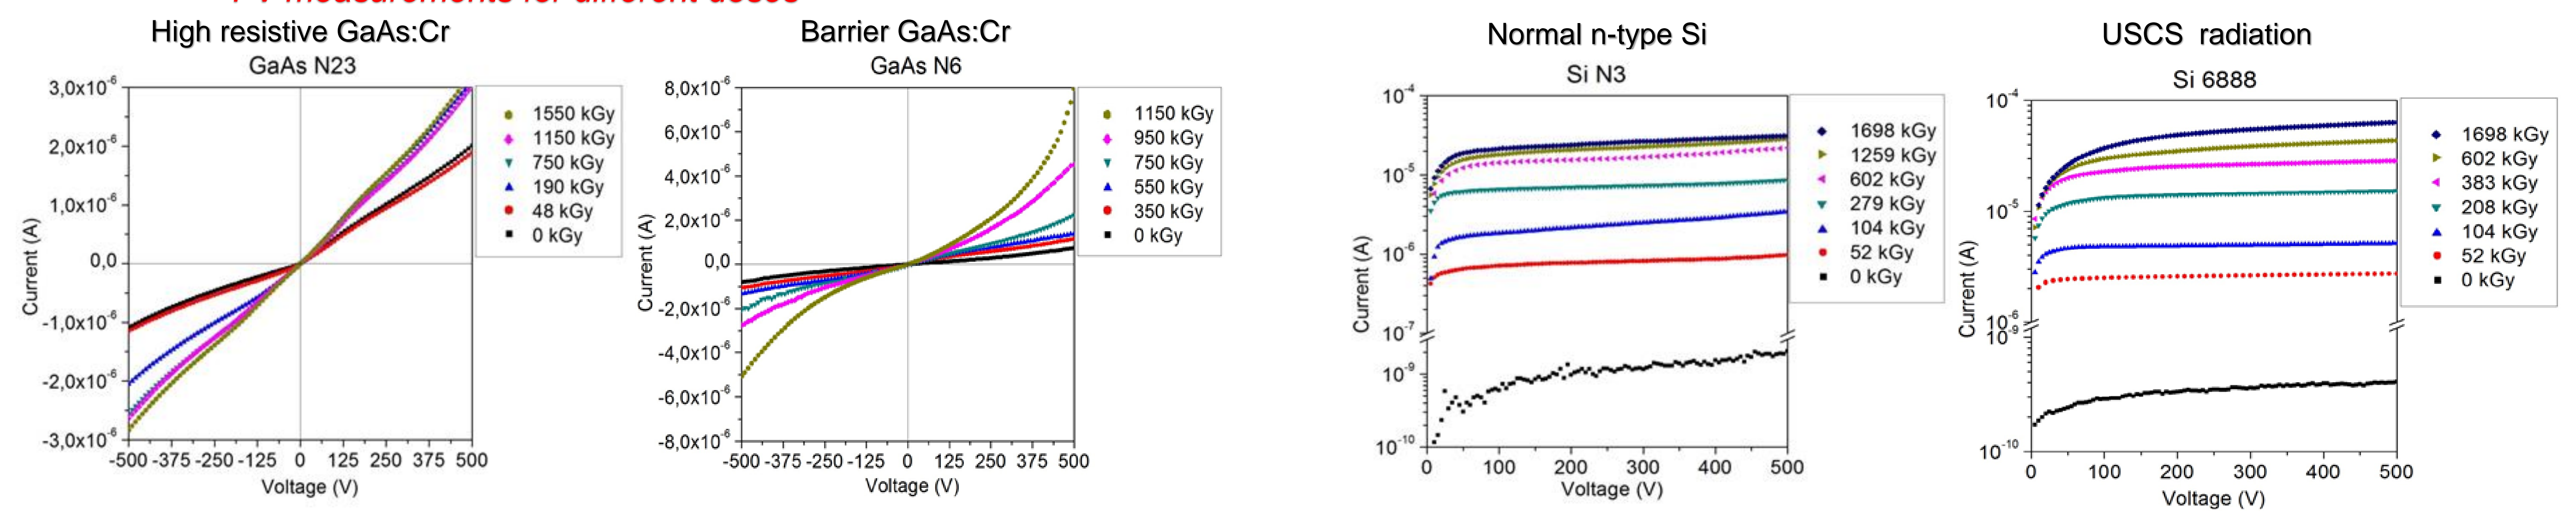 High resistive GaAs:Cr
GaAs N23
3,0x10⁻⁶
2,0x10⁻⁶
1,0x10⁻⁶
0,0
-1,0x10⁻⁶
-2,0x10⁻⁶
-3,0x10⁻⁶
Current (A)
-500 -375 -250 -125 0 125 250 375 500
Voltage (V)
1550 kGy
1150 kGy
750 kGy
190 kGy
48 kGy
0 kGy
Barrier GaAs:Cr
GaAs N6
8,0x10⁻⁶
6,0x10⁻⁶
4,0x10⁻⁶
2,0x10⁻⁶
0,0
-2,0x10⁻⁶
-4,0x10⁻⁶
-6,0x10⁻⁶
-8,0x10⁻⁶
Current (A)
-500 -375 -250 -125 0 125 250 375 500
Voltage (V)
1150 kGy
950 kGy
750 kGy
550 kGy
350 kGy
0 kGy
Normal n-type Si
Si N3
10⁻⁴
10⁻⁵
10⁻⁶
10⁻⁷
10⁻⁹
10⁻¹⁰
Current (A)
0 100 200 300 400 500
Voltage (V)
1698 kGy
1259 kGy
602 kGy
279 kGy
104 kGy
52 kGy
0 kGy
USCS radiation
Si 6888
10⁻⁴
10⁻⁵
10⁻⁶
10⁻⁹
10⁻¹⁰
Current (A)
0 100 200 300 400 500
Voltage (V)
1698 kGy
602 kGy
383 kGy
208 kGy
104 kGy
52 kGy
0 kGy